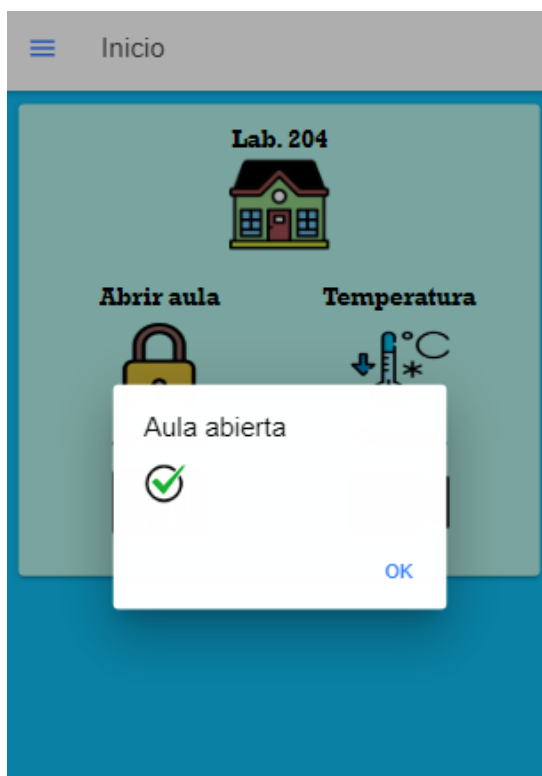 Inicio
Lab. 204
Abrir aula
Temperatura
°C
Aula abierta
OK